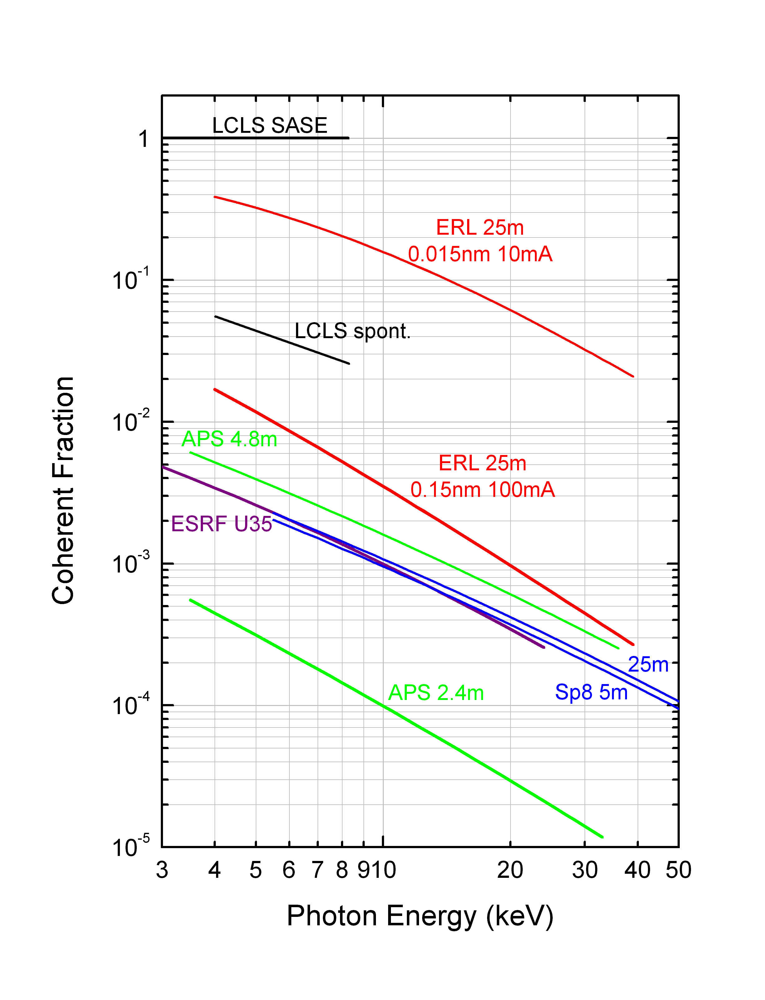 LCLS SASE
1
ERL 25m
0.015nm 10mA
10-1
LCLS spont.
10-2
APS 4.8m
ERL 25m
0.15nm 100mA
ESRF U35
10-3
25m
Sp8 5m
APS 2.4m
10-4
10-5
3 4 5 6 7 8 910 20 30 40 50
Photon Energy (keV)
Coherent Fraction